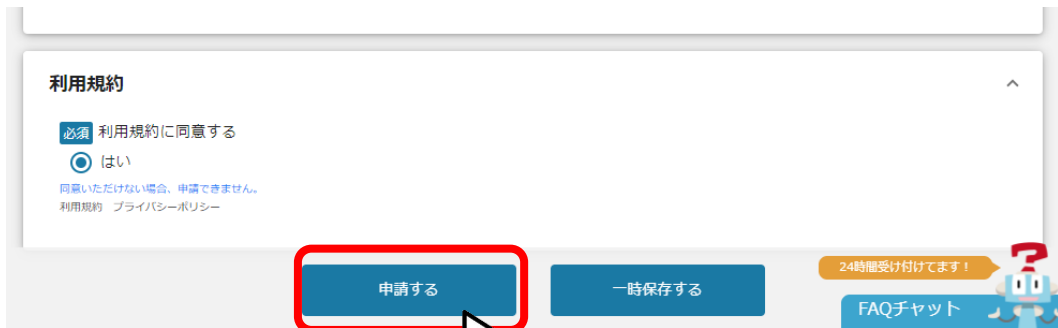 利用規約
必須 利用規約に同意する
はい
同意いただけない場合、申請できません。
利用規約 プライバシーポリシー
申請する
一時保存する
24時間受け付けてます！
FAQチャット